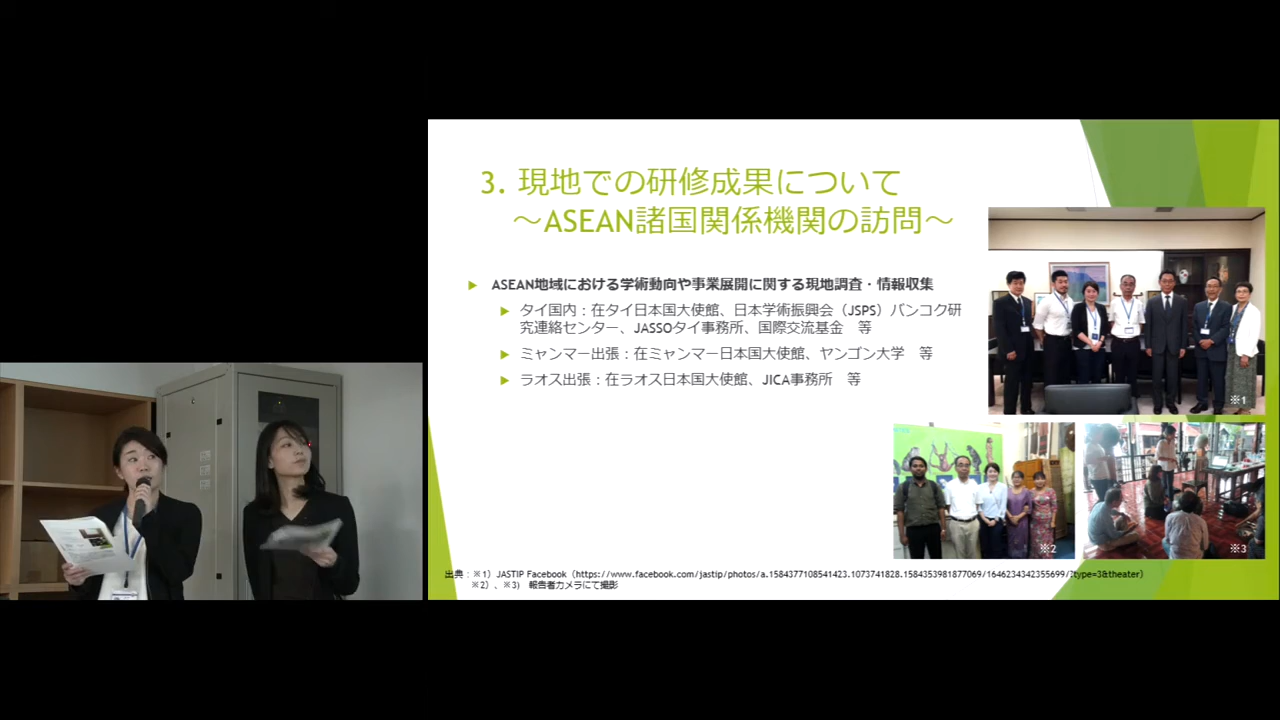 3. 現地での研修成果について
～ASEAN諸国関係機関の訪問～
ASEAN地域における学術動向や事業展開に関する現地調査・情報収集
タイ国内：在タイ日本国大使館、日本学術振興会（JSPS）バンコク研
究連絡センター、JASSOタイ事務所、国際交流基金　等
ミャンマー出張：在ミャンマー日本国大使館、ヤンゴン大学　等
ラオス出張：在ラオス日本国大使館、JICA事務所　等
※1
※2
※3
出典：※1）JASTIP Facebook（https://www.facebook.com/jastip/photos/a.1584377108541423.1073741828.1584353981877069/1646234342355699/?type=3&theater）
※2）、※3)　報告者カメラにて撮影